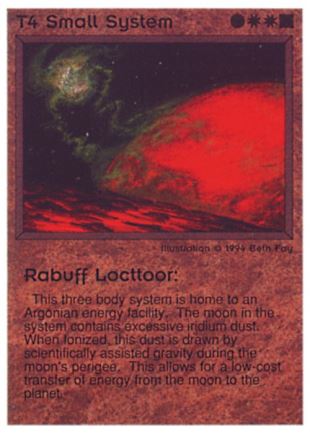 T4 Small System
Illustration © 1994 Beth Fay
Rabuff Locttoor:
This three body system is home to an
Argonian energy facility. The moon in the
system contains excessive iridium dust.
When Ionized, this dust is drawn by
scientifically assisted gravity during the
moon's perigee. This allows for a low-cost
transfer of energy from the moon to the
planet.